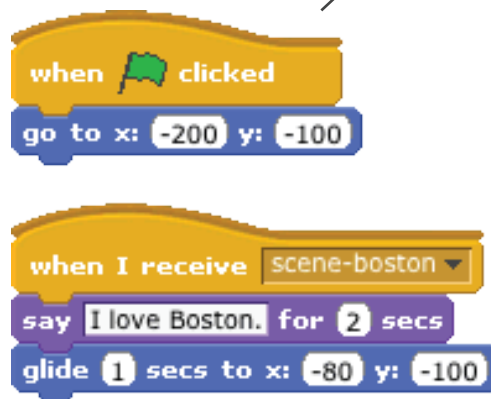 when clicked
go to x: -200 y: -100
when I receive scene-boston
say I love Boston. for 2 secs
glide 1 secs to x: -80 y: -100